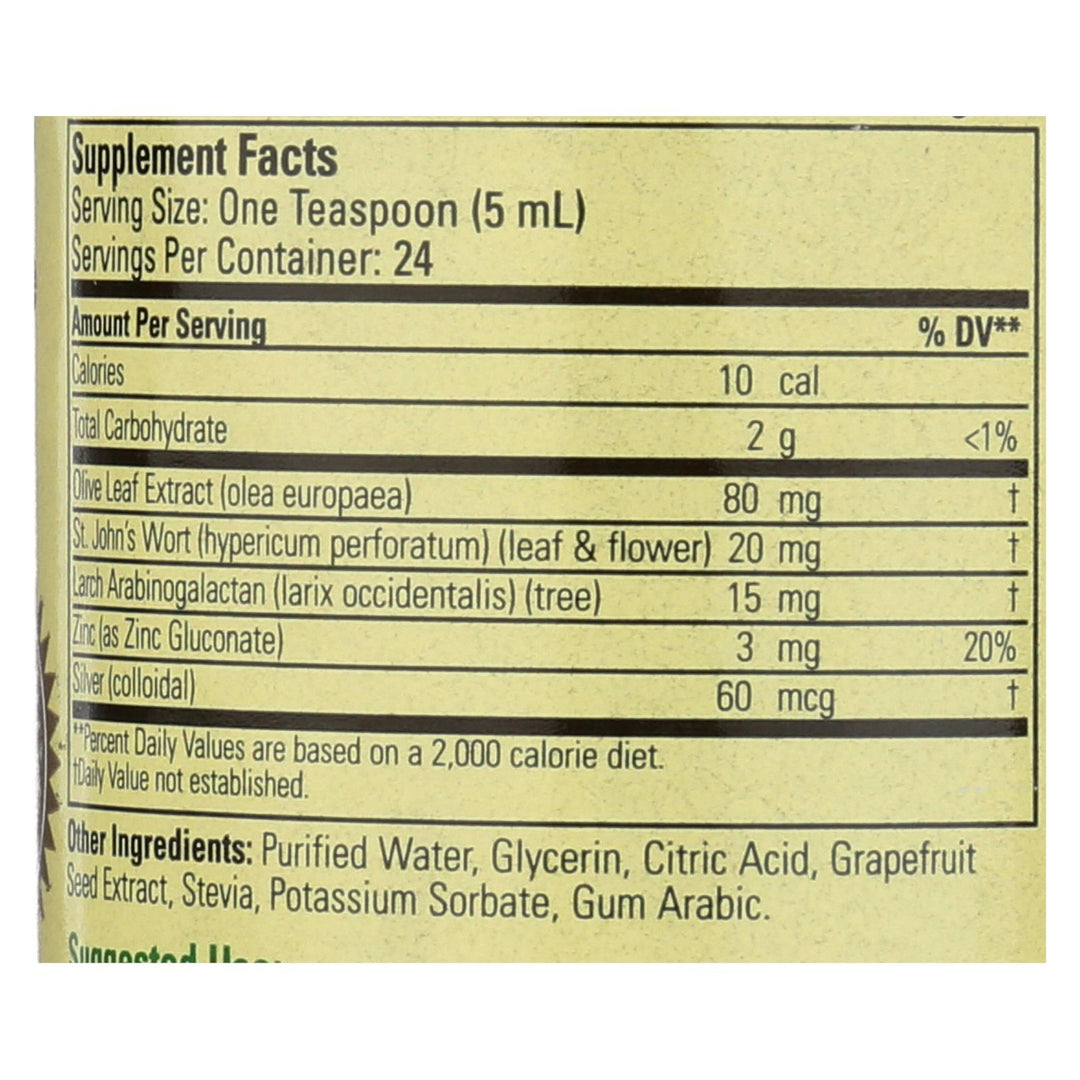 Supplement Facts
Serving Size: One Teaspoon (5 mL)
Servings Per Container: 24
Amount Per Serving % DV**
Calories 10 cal
Total Carbohydrate 2 g <1%
Olive Leaf Extract (olea europaea) 80 mg †
St. John's Wort (hypericum perforatum) (leaf & flower) 20 mg †
Larch Arabinogalactan (larix occidentalis) (tree) 15 mg †
Zinc (as Zinc Gluconate) 3 mg 20%
Silver (colloidal) 60 mcg †
**Percent Daily Values are based on a 2,000 calorie diet.
†Daily Value not established.
Other Ingredients: Purified Water, Glycerin, Citric Acid, Grapefruit
Seed Extract, Stevia, Potassium Sorbate, Gum Arabic.
Suggested Use: